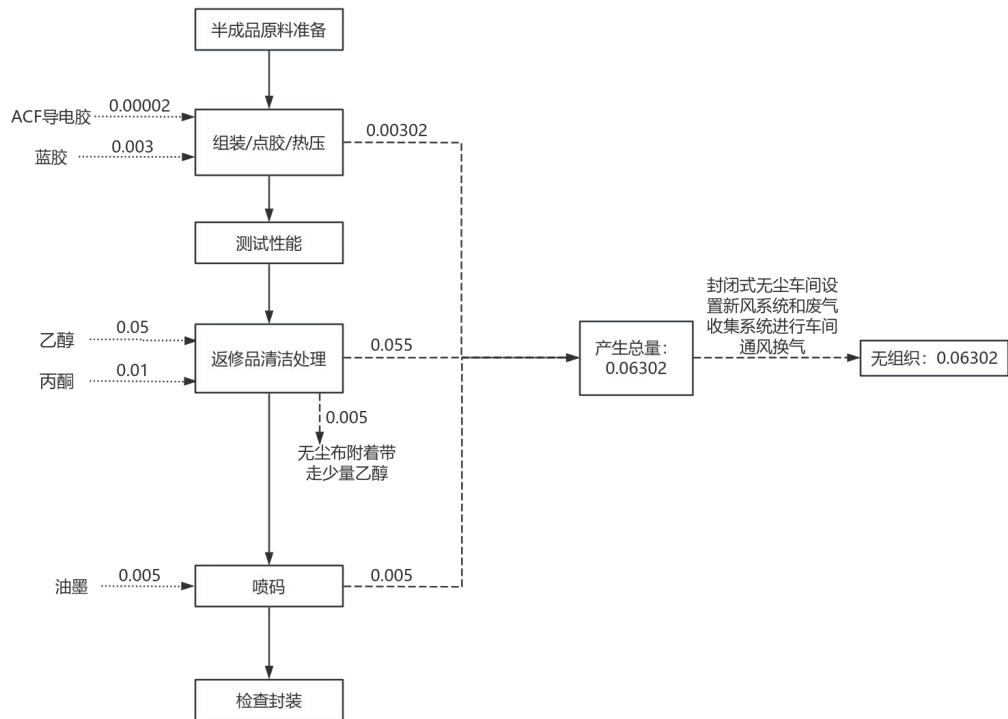 半成品原料准备
ACF导电胶
0.00002
蓝胶
0.003
组装/点胶/热压
0.00302
测试性能
乙醇
0.05
丙酮
0.01
返修品清洁处理
0.055
0.005
无尘布附着带
走少量乙醇
油墨
0.005
喷码
0.005
检查封装
产生总量：
0.06302
封闭式无尘车间设
置新风系统和废气
收集系统进行车间
通风换气
无组织：0.06302